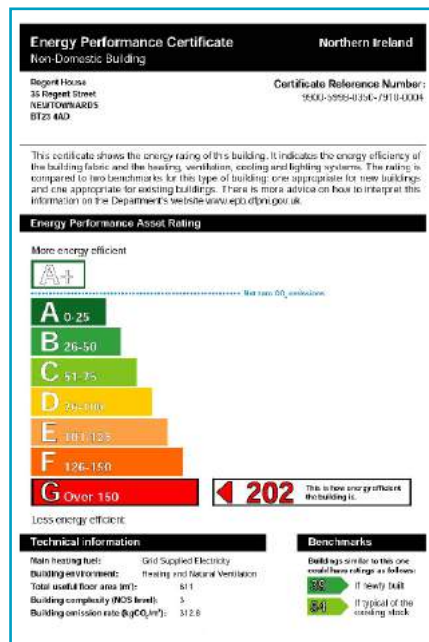 Energy Performance Certificate
Northern Ireland
Non-Domestic Building
Regent House
35 Regent Street
NEWTOWNARDS
BT23 4AD
Certificate Reference Number:
This certificate shows the energy rating of this building. It indicates the energy efficiency of
the building fabric and the heating, ventilation, cooling and lighting systems. The rating is
compared to two benchmarks for this type of building: one appropriate for new buildings
and one appropriate for existing buildings. There is more advice on how to interpret this
information on the Department's website www.epb.dfpni.gov.uk
Energy Performance Asset Rating
More energy efficient
A+
Net zero CO₂ emissions
A 0-25
B 26-50
C 51-75
D 76-100
E 101-125
F 126-150
G Over 150
202
This is how energy efficient
the building is.
Less energy efficient
Technical information
Main heating fuel: Grid Supplied Electricity
Building environment: Heating and Natural Ventilation
Total useful floor area (m²): 611
Building complexity (NOS level): 3
Building emission rate (kgCO₂/m²): 312.8
Benchmarks
Buildings similar to this one
could have ratings as follows:
If newly built
If typical of the
existing stock